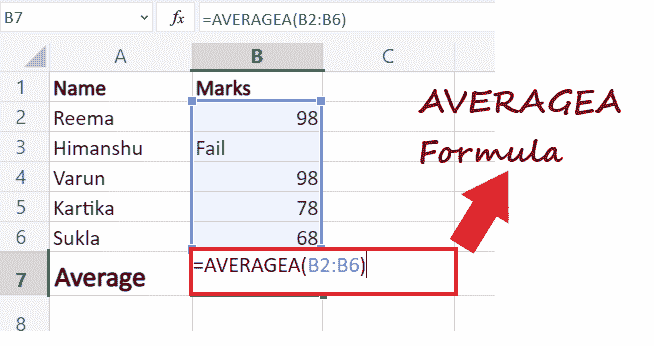 B7 fx =AVERAGEA(B2:B6)
A B C
1 Name Marks
2 Reema 98
3 Himanshu Fail
4 Varun 98
5 Kartika 78
6 Sukla 68
7 Average =AVERAGEA(B2:B6)
8
AVERAGEA
Formula